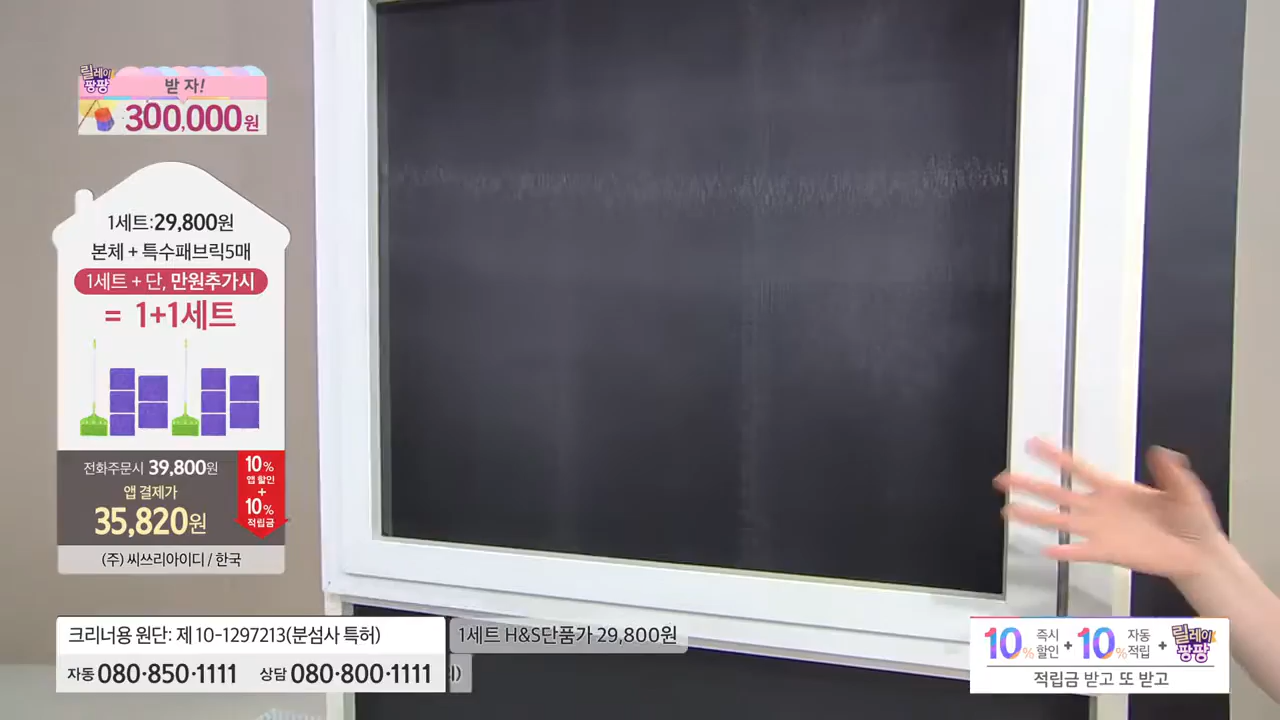 릴레이
팡팡
받자!
300,000원
1세트:29,800원
본체 + 특수패브릭5매
1세트 + 단, 만원추가시
= 1+1세트
전화주문시 39,800원
앱 결제가
35,820원
10%
앱 할인
+
10%
적립금
(주) 씨쓰리아이디 / 한국
크리너용 원단: 제 10-1297213(분섬사 특허)
1세트 H&S단품가 29,800원
자동 080·850·1111 상담 080·800·1111
10% 즉시할인 + 10% 자동적립 + 릴레이팡팡
적립금 받고 또 받고